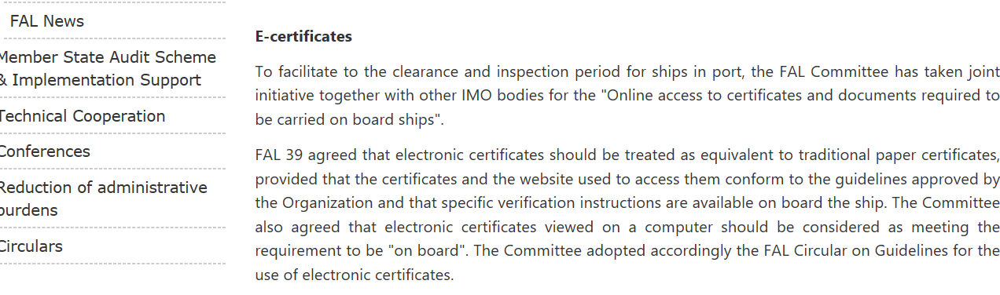 FAL News
Member State Audit Scheme
& Implementation Support
Technical Cooperation
Conferences
Reduction of administrative
burdens
Circulars
E-certificates
To facilitate to the clearance and inspection period for ships in port, the FAL Committee has taken joint
initiative together with other IMO bodies for the "Online access to certificates and documents required to
be carried on board ships".
FAL 39 agreed that electronic certificates should be treated as equivalent to traditional paper certificates,
provided that the certificates and the website used to access them conform to the guidelines approved by
the Organization and that specific verification instructions are available on board the ship. The Committee
also agreed that electronic certificates viewed on a computer should be considered as meeting the
requirement to be "on board". The Committee adopted accordingly the FAL Circular on Guidelines for the
use of electronic certificates.